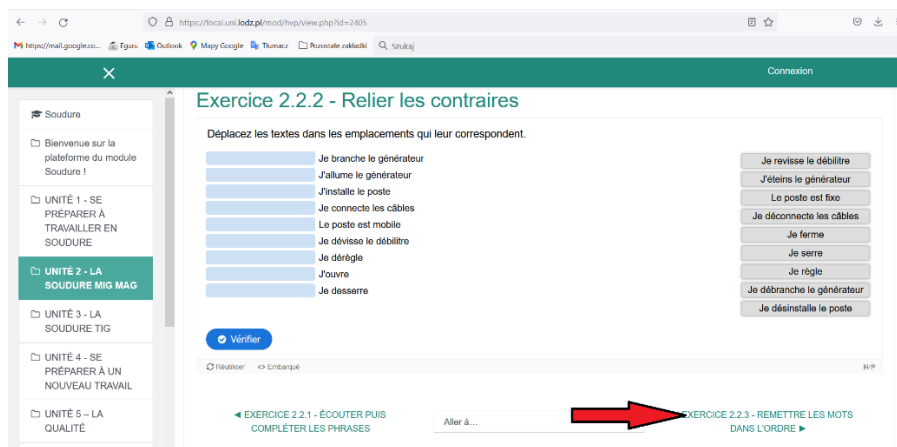 https://focal.uni.lodz.pl/mod/hvp/view.php?id=2405
https://mail.google.co... Eguru Outlook Mapy Google Tłumacz Pozostałe zakładki Szukaj
Connexion
Soudure
Bienvenue sur la
plateforme du module
Soudure !
UNITÉ 1 - SE
PRÉPARER À
TRAVAILLER EN
SOUDURE
UNITÉ 2 - LA
SOUDURE MIG MAG
UNITÉ 3 - LA
SOUDURE TIG
UNITÉ 4 - SE
PRÉPARER À UN
NOUVEAU TRAVAIL
UNITÉ 5 – LA
QUALITÉ
Exercice 2.2.2 - Relier les contraires
Déplacez les textes dans les emplacements qui leur correspondent.
Je branche le générateur
J'allume le générateur
J'installe le poste
Je connecte les câbles
Le poste est mobile
Je dévisse le débilitre
Je dérègle
J'ouvre
Je desserre
Je revisse le débilitre
J'éteins le générateur
Le poste est fixe
Je déconnecte les câbles
Je ferme
Je serre
Je règle
Je débranche le générateur
Je désinstalle le poste
Vérifier
Réutiliser <> Embarqué
H-P
◄ EXERCICE 2.2.1 - ÉCOUTER PUIS
COMPLÉTER LES PHRASES
Aller à...
EXERCICE 2.2.3 - REMETTRE LES MOTS
DANS L'ORDRE ►